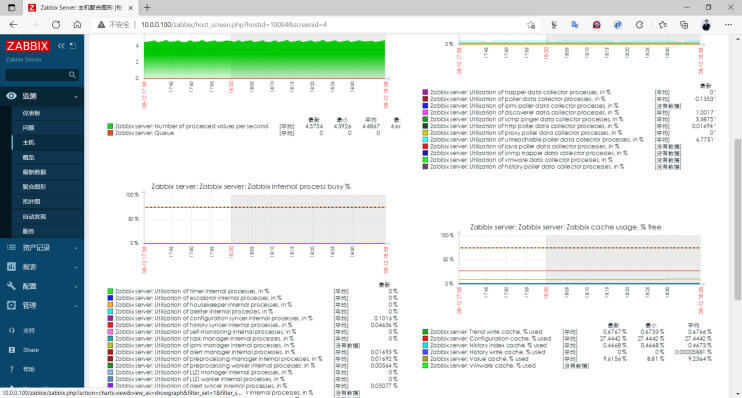 Zabbix Server: 主机聚合图形 [每
不安全
10.0.0.100/zabbix/host_screen.php?hostid=10084&screenid=4
ZABBIX
Zabbix Server
监测
仪表板
问题
主机
概览
最新数据
聚合图形
拓扑图
自动发现
服务
资产记录
报表
配置
管理
支持
Share
帮助
4
2
0
08-12 17:38
17:42
17:45
17:48
17:51
17:54
18:00
最新 最小 平均
Zabbix server: Number of processed values per second [平均] 4.5754 4.3926 4.4867
Zabbix server: Queue [平均] 0 0 0
0 %
最新
Zabbix server: Utilization of trapper data collector processes, in % [平均]
Zabbix server: Utilization of poller data collector processes, in % [平均] 0.1353
Zabbix server: Utilization of ipmi poller data collector processes, in % [没有数据]
Zabbix server: Utilization of discoverer data collector processes, in % [平均] 1.0017
Zabbix server: Utilization of icmp pinger data collector processes, in % [平均] 3.3875
Zabbix server: Utilization of http poller data collector processes, in % [平均] 0.01694
Zabbix server: Utilization of proxy poller data collector processes, in % [平均]
Zabbix server: Utilization of unreachable poller data collector processes, in % [平均] 6.7751
Zabbix server: Utilization of java poller data collector processes, in % [没有数据]
Zabbix server: Utilization of snmp trapper data collector processes, in % [没有数据]
Zabbix server: Utilization of vmware data collector processes, in % [没有数据]
Zabbix server: Utilization of history poller data collector processes, in % [没有数据]
Zabbix server: Zabbix server: Zabbix internal process busy %
100 %
50 %
0 %
最新
Zabbix server: Utilization of timer internal processes, in % [平均] 0 %
Zabbix server: Utilization of escalator internal processes, in % [平均] 0 %
Zabbix server: Utilization of housekeeper internal processes, in % [平均] 0 %
Zabbix server: Utilization of alerter internal processes, in % [平均] 0 %
Zabbix server: Utilization of configuration syncer internal processes, in % [平均] 0.1016 %
Zabbix server: Utilization of history syncer internal processes, in % [平均] 0.04656 %
Zabbix server: Utilization of self-monitoring internal processes, in % [平均] 0 %
Zabbix server: Utilization of task manager internal processes, in % [平均] 0 %
Zabbix server: Utilization of ipmi manager internal processes, in % [没有数据]
Zabbix server: Utilization of alert manager internal processes, in % [平均] 0.01693 %
Zabbix server: Utilization of preprocessing manager internal processes, in % [平均] 0.01692 %
Zabbix server: Utilization of preprocessing worker internal processes, in % [平均] 0.00564 %
Zabbix server: Utilization of LLD manager internal processes, in % [平均] 0 %
Zabbix server: Utilization of LLD worker internal processes, in % [平均] 0 %
Zabbix server: Utilization of alert syncer internal processes, in % [平均] 0.05077 %
Zabbix server: Zabbix server: Zabbix cache usage, % free
100 %
50 %
0 %
最新 最小 平均
Zabbix server: Trend write cache, % used [平均] 0.6767 % 0.6733 % 0.6766 %
Zabbix server: Configuration cache, % used [平均] 27.4442 % 27.4442 % 27.4442 %
Zabbix server: History index cache, % used [平均] 0.4668 % 0.4668 % 0.4673 %
Zabbix server: History write cache, % used [平均] 0 % 0 % 0.00005881 %
Zabbix server: Value cache, % used [平均] 9.6156 % 8.81 % 9.2364 %
Zabbix server: VMware cache, % used [没有数据]
10.0.0.100/zabbix/zabbix.php?action=charts.view&view_as=showgraph&filter_set=1&filter_s...
r internal processes, in % [平均]